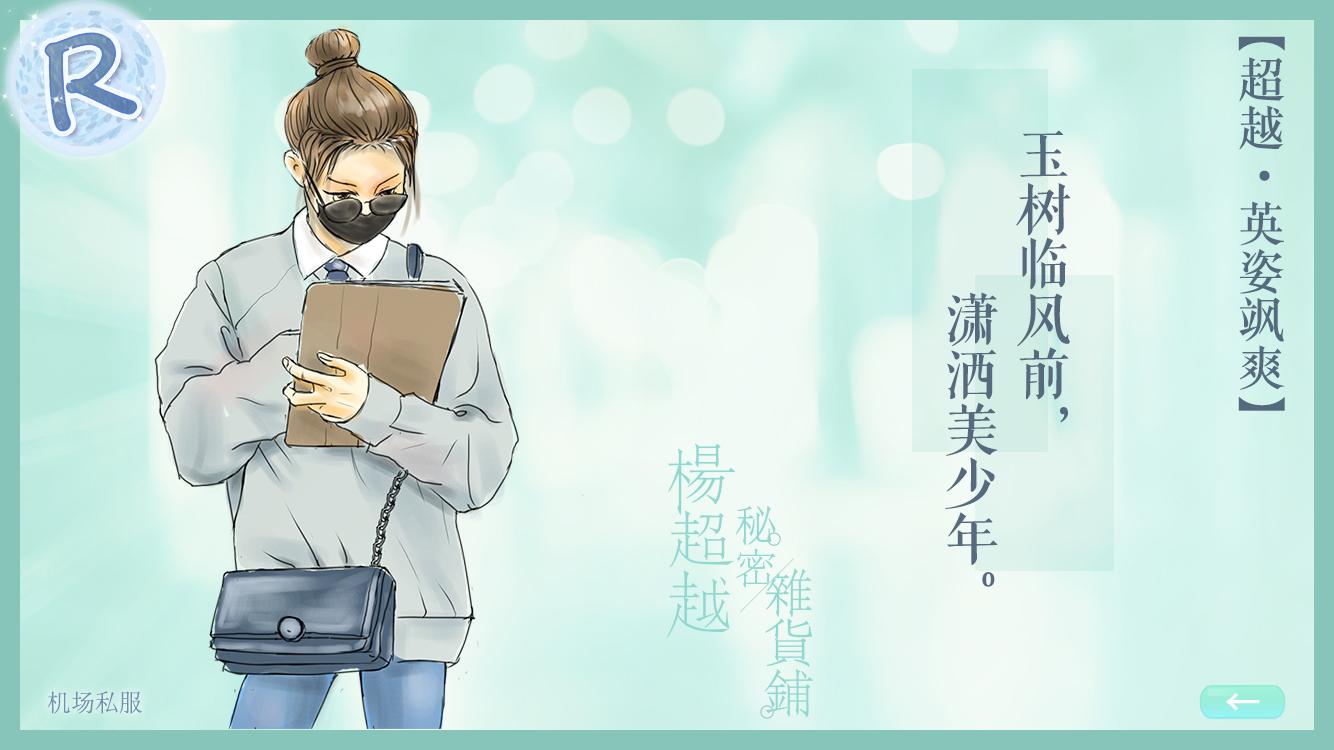 R
【超越·英姿飒爽】
玉树临风前，
潇洒美少年。
楊超越
秘密
雜貨鋪
机场私服